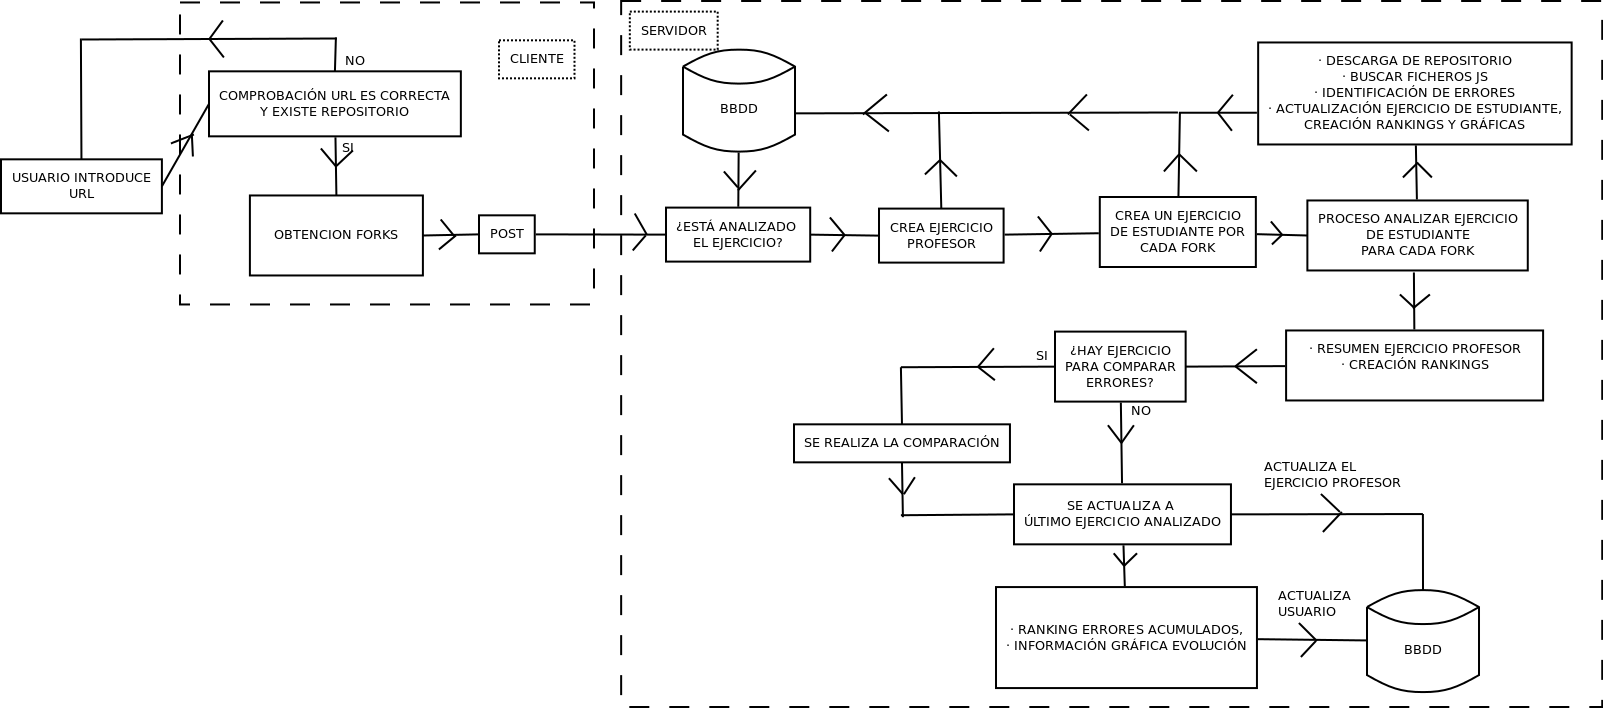 CLIENTE
NO
COMPROBACIÓN URL ES CORRECTA
Y EXISTE REPOSITORIO
SI
USUARIO INTRODUCE
URL
OBTENCION FORKS
POST
SERVIDOR
BBDD
· DESCARGA DE REPOSITORIO
· BUSCAR FICHEROS JS
· IDENTIFICACIÓN DE ERRORES
· ACTUALIZACIÓN EJERCICIO DE ESTUDIANTE,
CREACIÓN RANKINGS Y GRÁFICAS
¿ESTÁ ANALIZADO
EL EJERCICIO?
CREA EJERCICIO
PROFESOR
CREA UN EJERCICIO
DE ESTUDIANTE POR
CADA FORK
PROCESO ANALIZAR EJERCICIO
DE ESTUDIANTE
PARA CADA FORK
· RESUMEN EJERCICIO PROFESOR
· CREACIÓN RANKINGS
¿HAY EJERCICIO
PARA COMPARAR
ERRORES?
SI
NO
SE REALIZA LA COMPARACIÓN
SE ACTUALIZA A
ÚLTIMO EJERCICIO ANALIZADO
ACTUALIZA EL
EJERCICIO PROFESOR
· RANKING ERRORES ACUMULADOS,
· INFORMACIÓN GRÁFICA EVOLUCIÓN
ACTUALIZA
USUARIO
BBDD